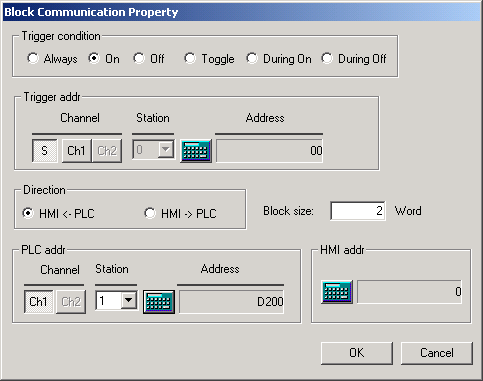 Block Communication Property
Trigger condition
Always On Off Toggle During On During Off
Trigger addr
Channel Station Address
S Ch1 Ch2 0 00
Direction
HMI <- PLC HMI -> PLC Block size: 2 Word
PLC addr HMI addr
Channel Station Address
Ch1 Ch2 1 D200 0
OK Cancel